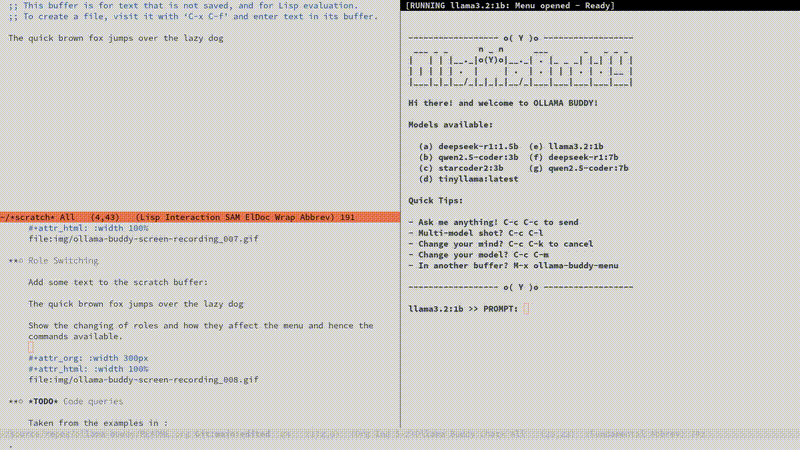 ;; This buffer is for text that is not saved, and for Lisp evaluation.
;; To create a file, visit it with ‘C-x C-f’ and enter text in its buffer.
The quick brown fox jumps over the lazy dog
~/*scratch* All (4,43) (Lisp Interaction SAM ElDoc Wrap Abbrev) 191
#+attr_html: :width 100%
file:img/ollama-buddy-screen-recording_007.gif
**○ Role Switching
Add some text to the scratch buffer:
The quick brown fox jumps over the lazy dog
Show the changing of roles and how they affect the menu and hence the
commands available.
#+attr_org: :width 300px
#+attr_html: :width 100%
file:img/ollama-buddy-screen-recording_008.gif
**○ *TODO* Code queries
Taken from the examples in :
[RUNNING llama3.2:1b: Menu opened - Ready]
------------------ o( Y )o ------------------
Hi there! and welcome to OLLAMA BUDDY!
Models available:
(a) deepseek-r1:1.5b (e) llama3.2:1b
(b) qwen2.5-coder:3b (f) deepseek-r1:7b
(c) starcoder2:3b (g) qwen2.5-coder:7b
(d) tinyllama:latest
Quick Tips:
- Ask me anything! C-c C-c to send
- Multi-model shot? C-c C-l
- Change your mind? C-c C-k to cancel
- Change your model? C-c C-m
- In another buffer? M-x ollama-buddy-menu
------------------ o( Y )o ------------------
llama3.2:1b >> PROMPT: